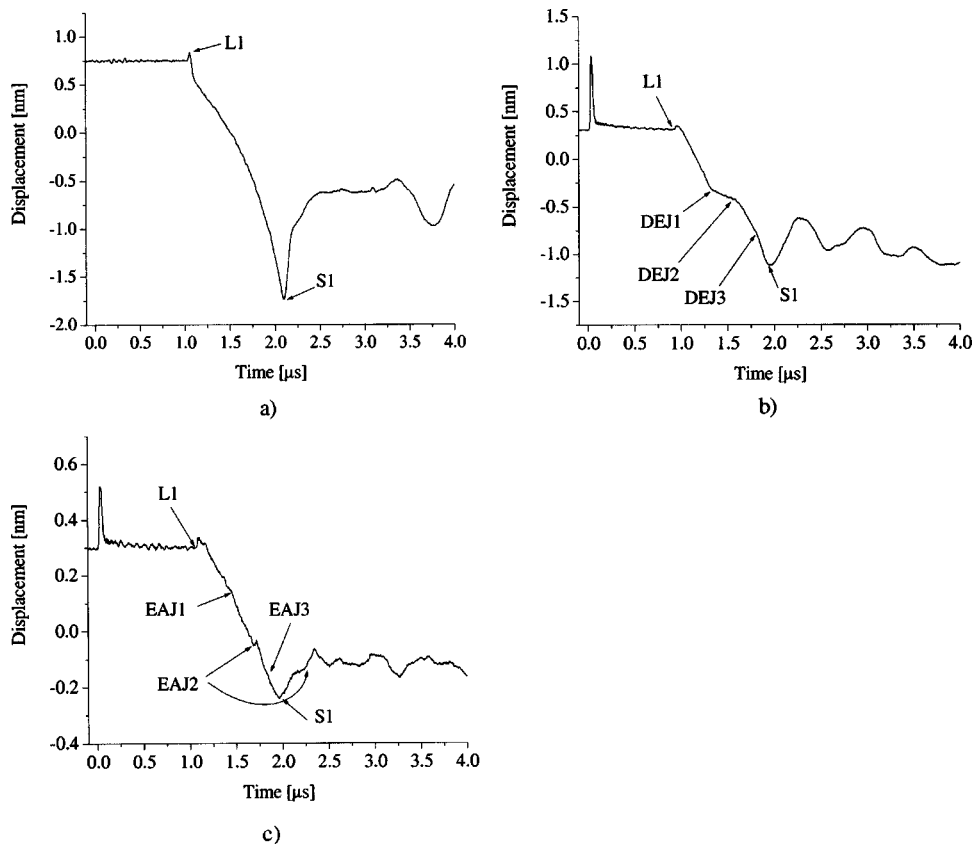 1.0
0.5
0.0
-0.5
-1.0
-1.5
-2.0
Displacement [nm]
L1
S1
0.0 0.5 1.0 1.5 2.0 2.5 3.0 3.5 4.0
Time [μs]
a)
1.5
1.0
0.5
0.0
-0.5
-1.0
-1.5
Displacement [nm]
L1
DEJ1
DEJ2
DEJ3
S1
0.0 0.5 1.0 1.5 2.0 2.5 3.0 3.5 4.0
Time [μs]
b)
0.6
0.4
0.2
0.0
-0.2
-0.4
Displacement [nm]
L1
EAJ1
EAJ3
EAJ2
S1
0.0 0.5 1.0 1.5 2.0 2.5 3.0 3.5 4.0
Time [μs]
c)